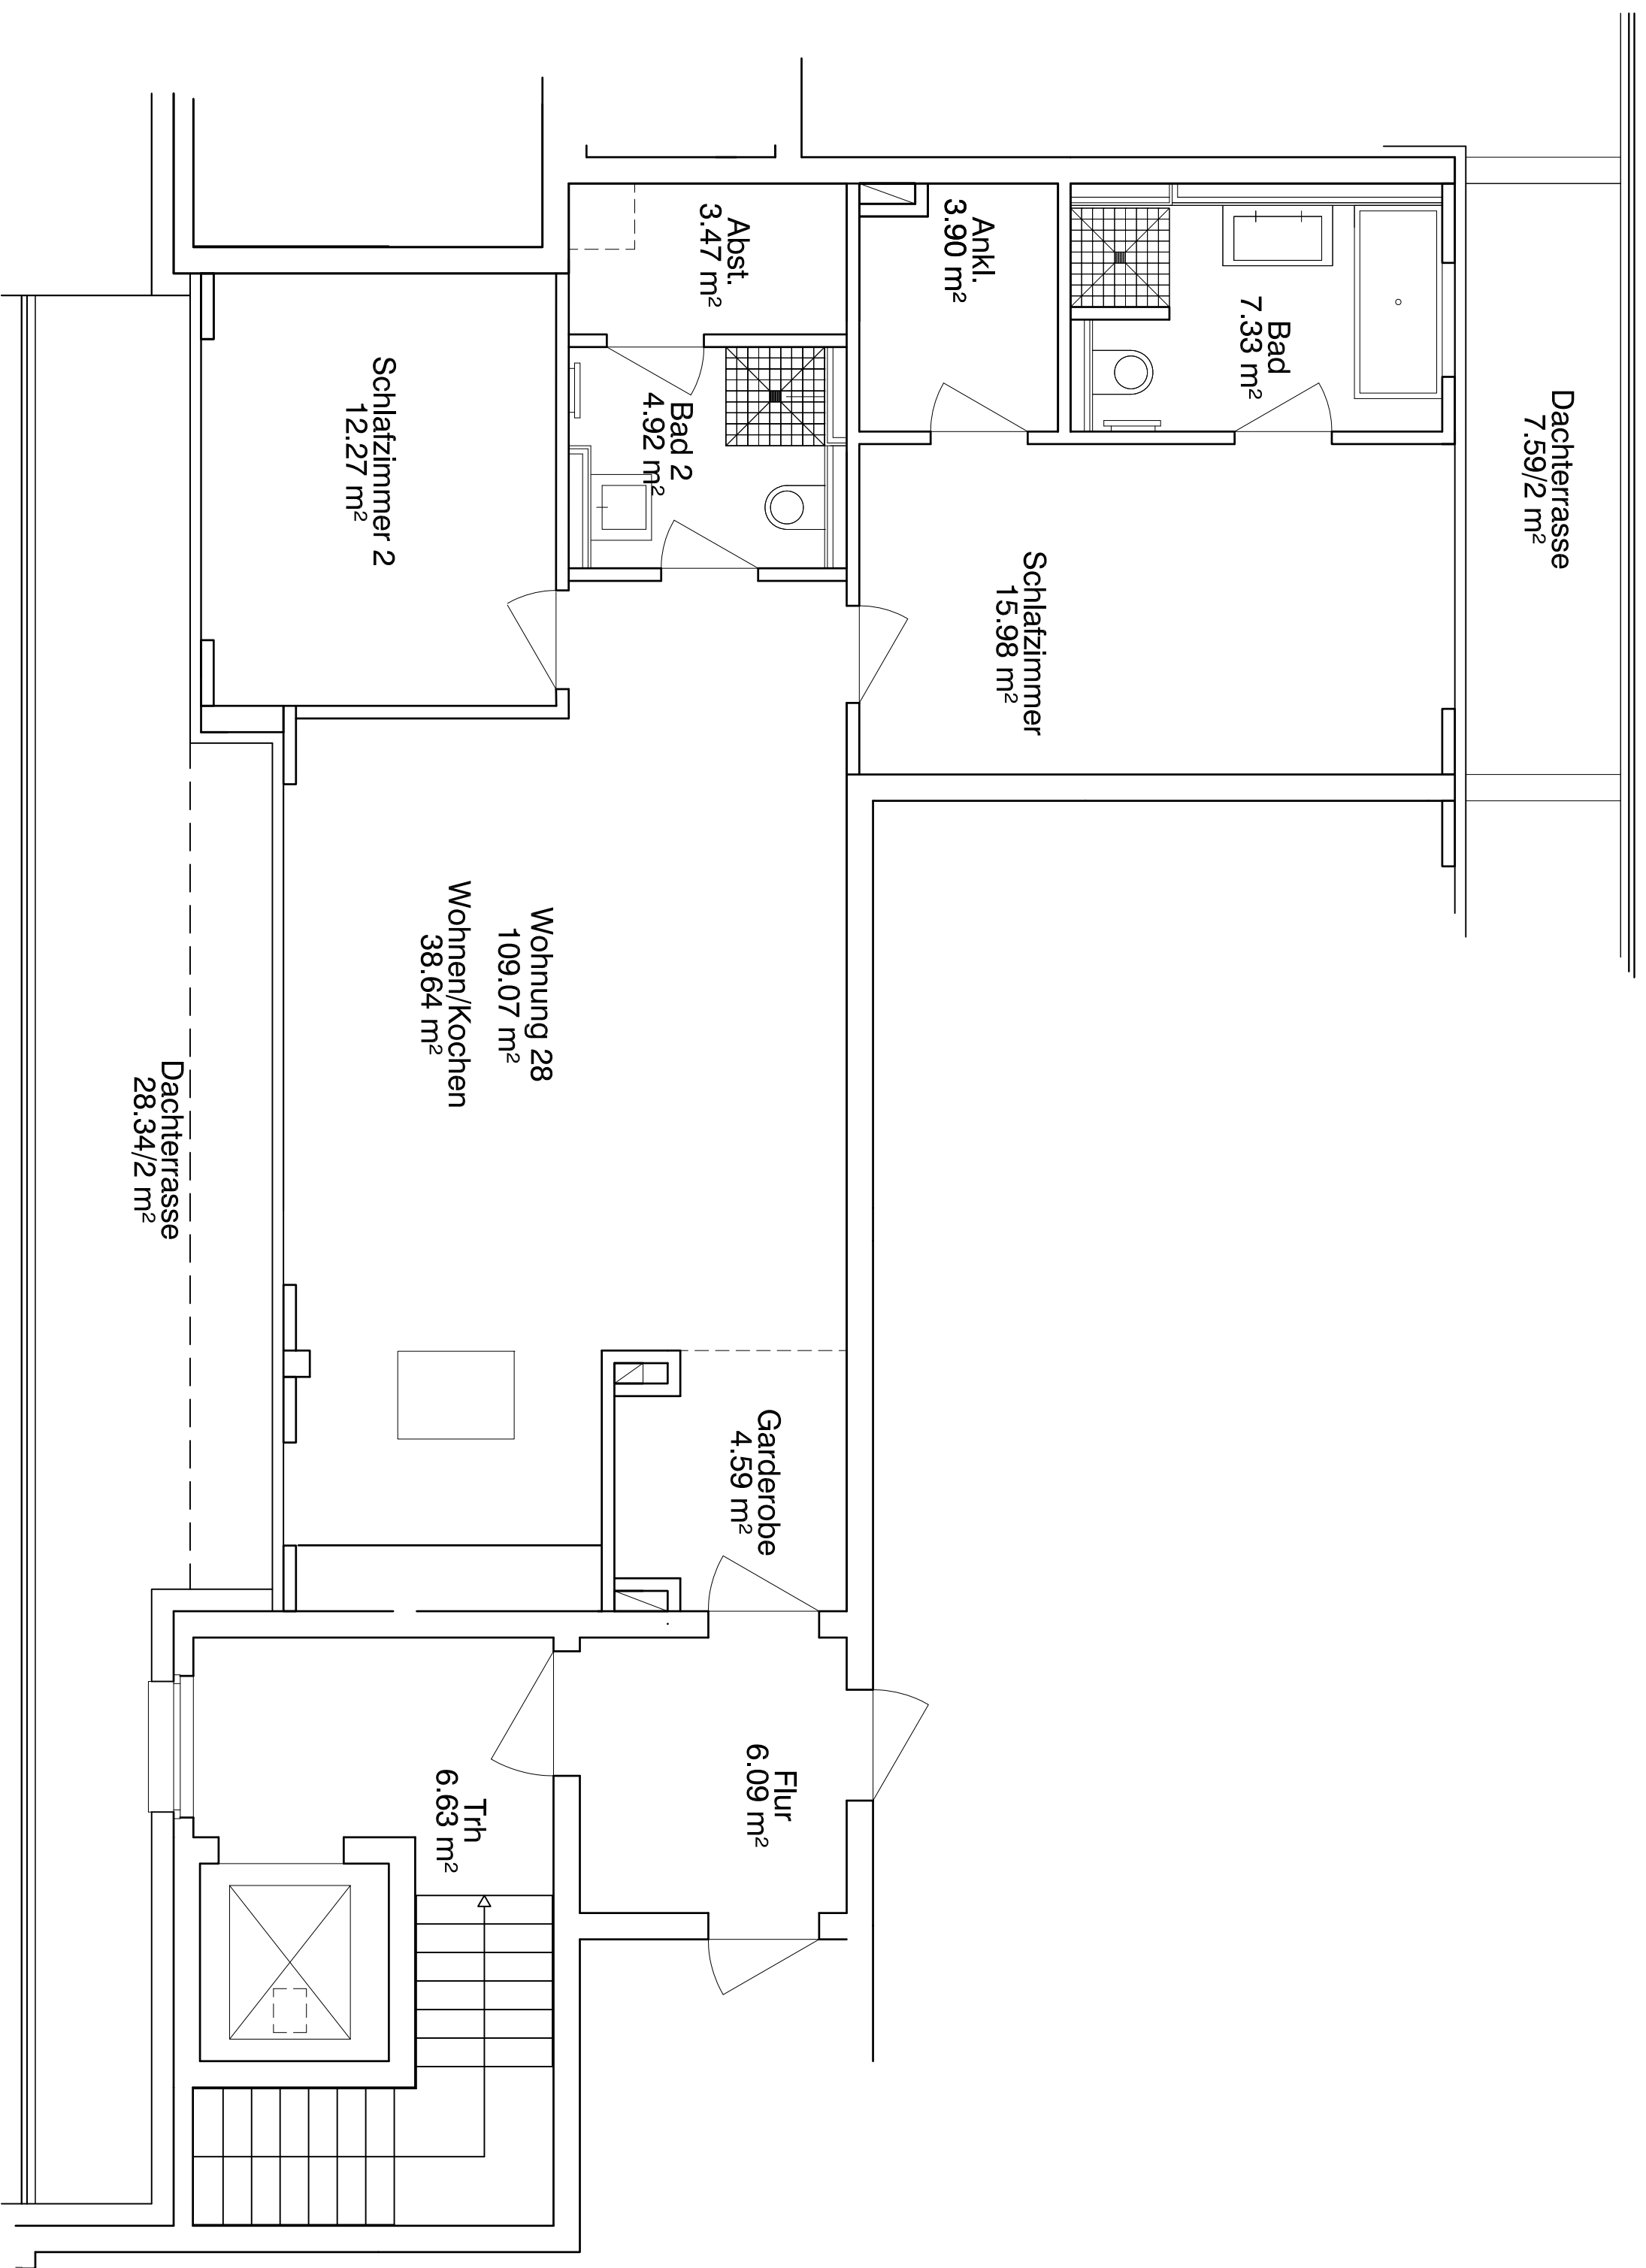 Dachterrasse
7.59/2 m²
Bad
7.33 m²
Ankl.
3.90 m²
Schlafzimmer
15.98 m²
Abst.
3.47 m²
Bad 2
4.92 m²
Schlafzimmer 2
12.27 m²
Wohnung 28
109.07 m²
Wohnen/Kochen
38.64 m²
Garderobe
4.59 m²
Flur
6.09 m²
Trh
6.63 m²
Dachterrasse
28.34/2 m²